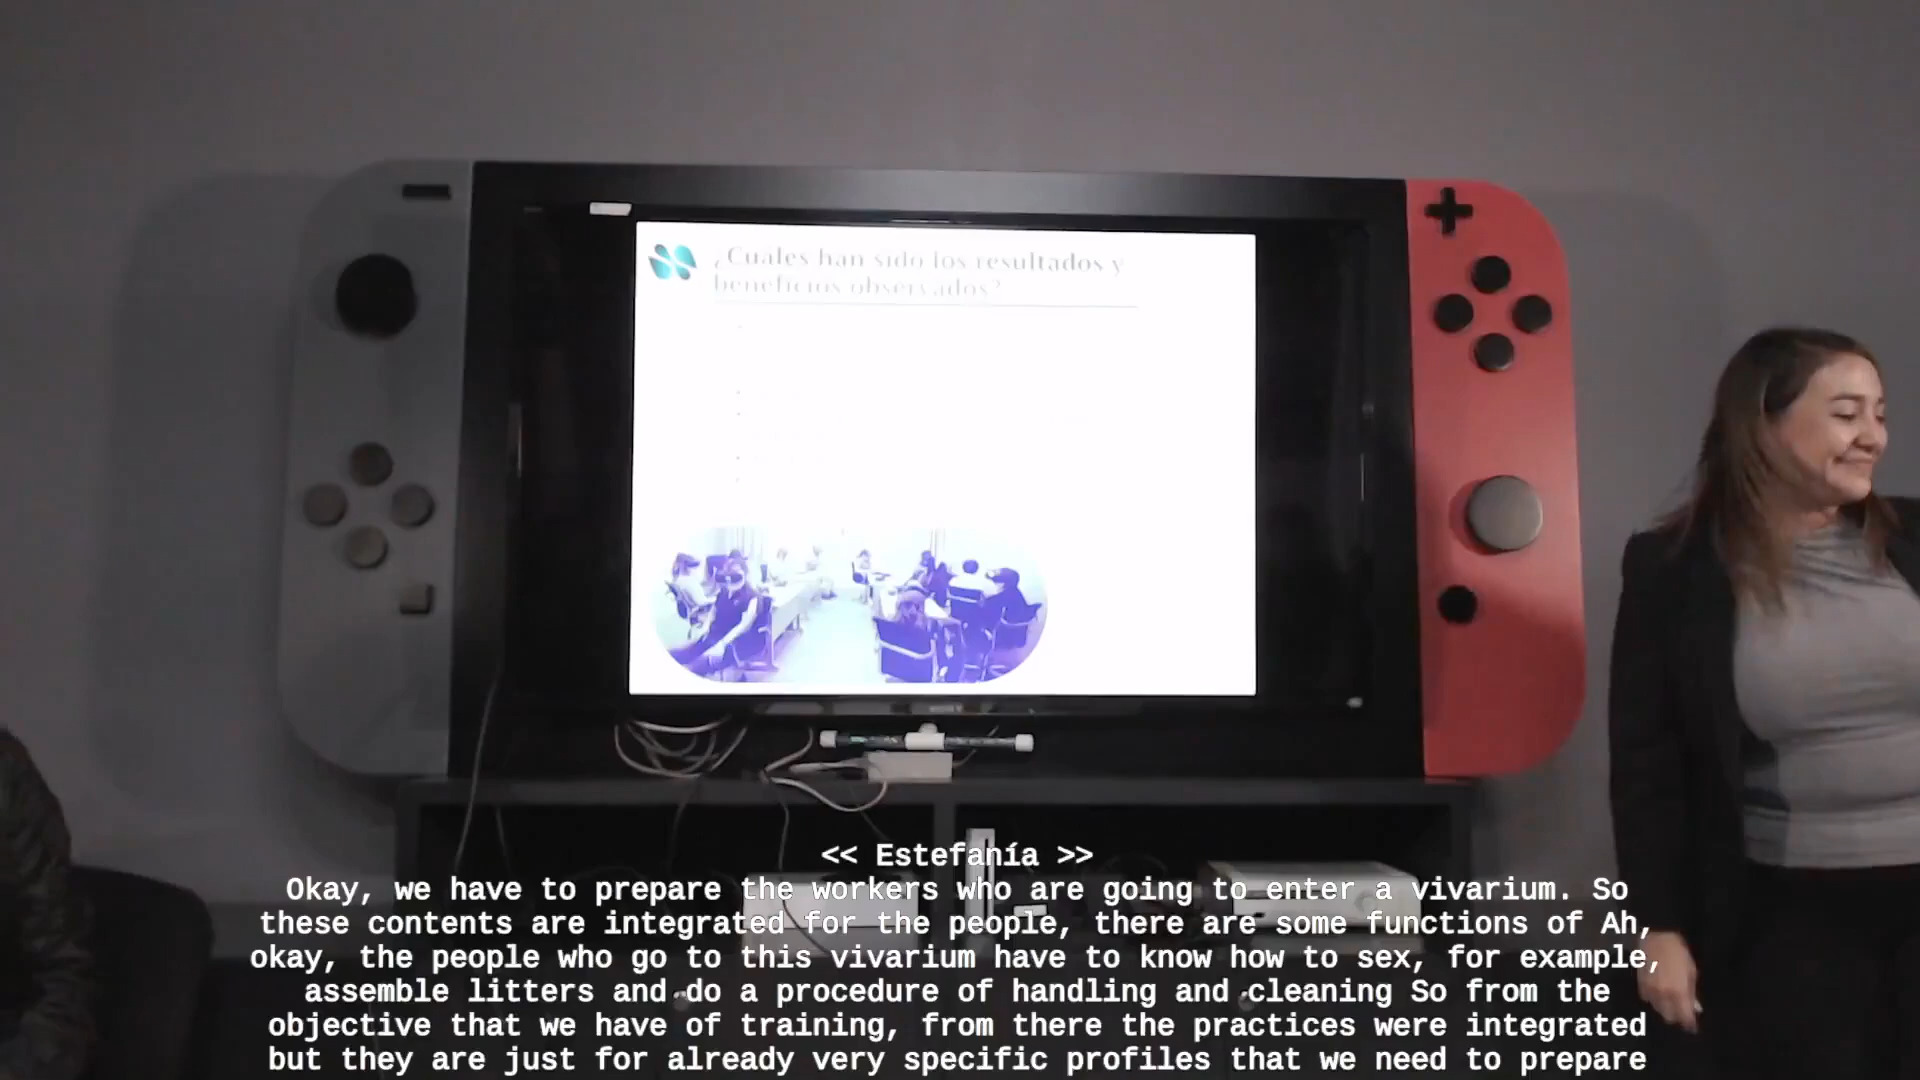 ¿Cuáles han sido los resultados y
beneficios observados?
<< Estefanía >>
Okay, we have to prepare the workers who are going to enter a vivarium. So
these contents are integrated for the people, there are some functions of Ah,
okay, the people who go to this vivarium have to know how to sex, for example,
assemble litters and do a procedure of handling and cleaning So from the
objective that we have of training, from there the practices were integrated
but they are just for already very specific profiles that we need to prepare